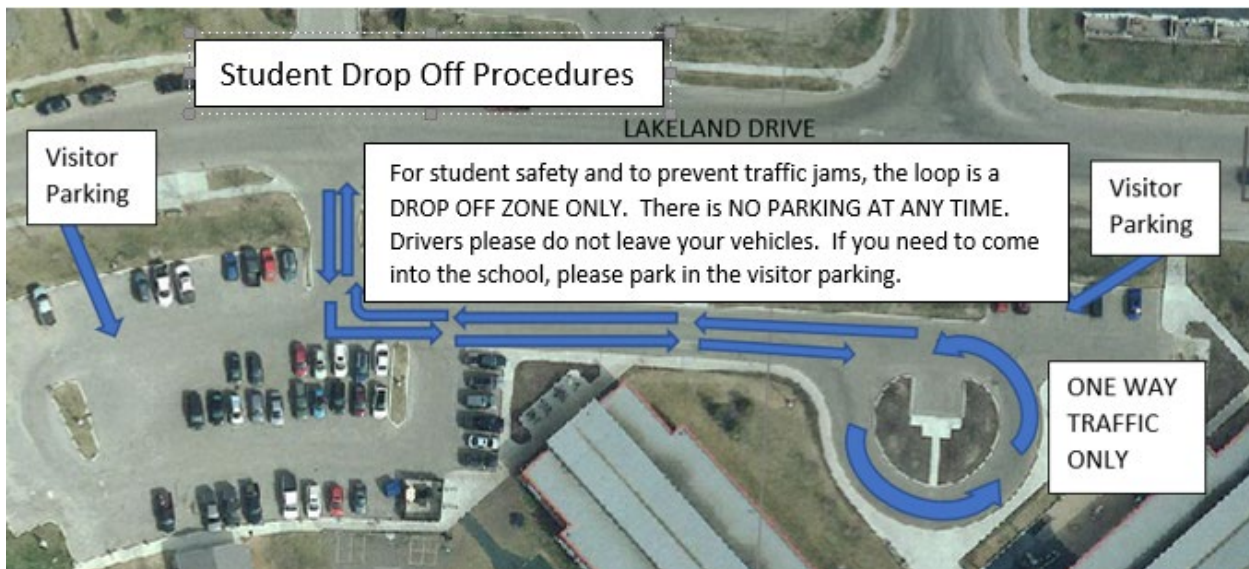 Student Drop Off Procedures
LAKELAND DRIVE
Visitor
Parking
For student safety and to prevent traffic jams, the loop is a
DROP OFF ZONE ONLY.  There is NO PARKING AT ANY TIME.
Drivers please do not leave your vehicles.  If you need to come
into the school, please park in the visitor parking.
Visitor
Parking
ONE WAY
TRAFFIC
ONLY